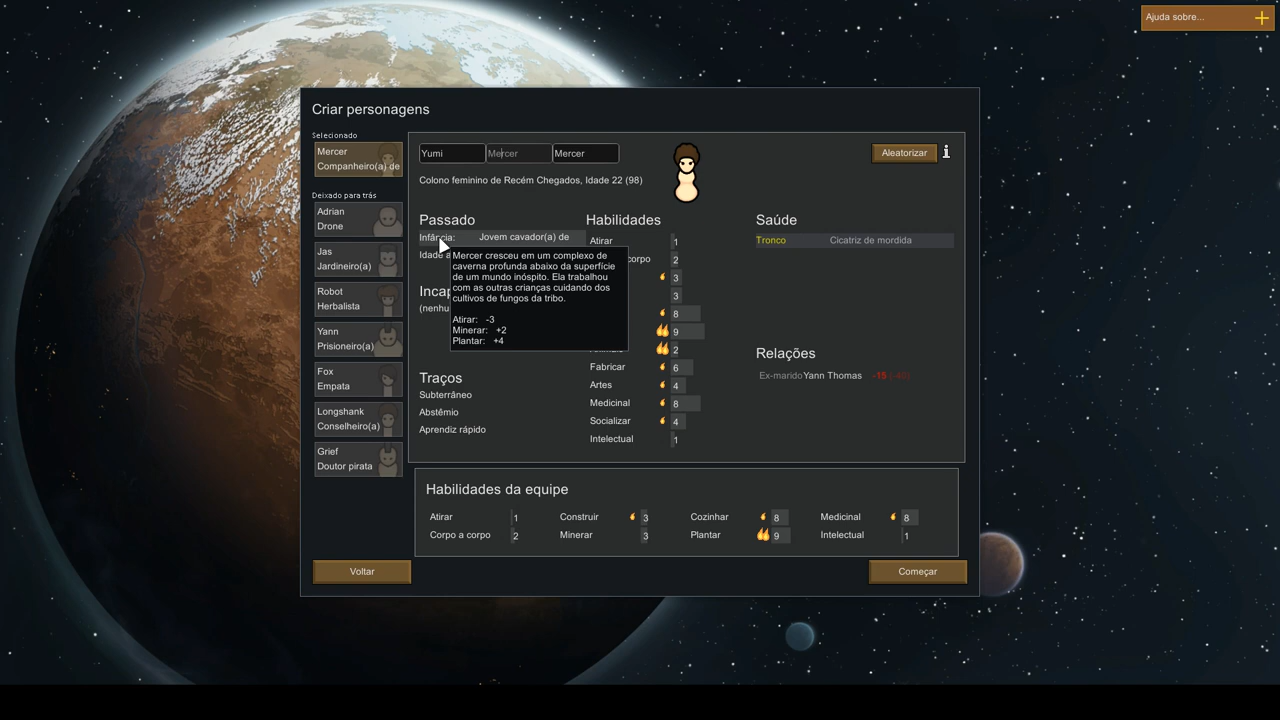 Ajuda sobre...
Criar personagens
Selecionado
Mercer
Companheiro(a) de
Deixado para trás
Adrian
Drone
Jas
Jardineiro(a)
Robot
Herbalista
Yann
Prisioneiro(a)
Fox
Empata
Longshank
Conselheiro(a)
Grief
Doutor pirata
Yumi Mercer Mercer
Aleatorizar
Colono feminino de Recém Chegados, Idade 22 (98)
Passado
Infância: Jovem cavador(a) de
Idade a
Mercer cresceu em um complexo de
caverna profunda abaixo da superfície
de um mundo inóspito. Ela trabalhou
com as outras crianças cuidando dos
cultivos de fungos da tribo.
Atirar: -3
Minerar: +2
Plantar: +4
Incap
(nenhu
Traços
Subterrâneo
Abstêmio
Aprendiz rápido
Habilidades
Atirar 1
corpo 2
3
3
8
9
2
Fabricar 6
Artes 4
Medicinal 8
Socializar 4
Intelectual 1
Saúde
Tronco Cicatriz de mordida
Relações
Ex-marido Yann Thomas -15
Habilidades da equipe
Atirar 1 Construir 3 Cozinhar 8 Medicinal 8
Corpo a corpo 2 Minerar 3 Plantar 9 Intelectual 1
Voltar
Começar